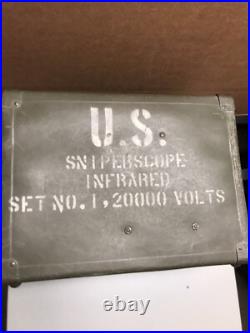 U.S.
SNIPERSCOPE
INFRARED
SET NO. 1, 20000 VOLTS